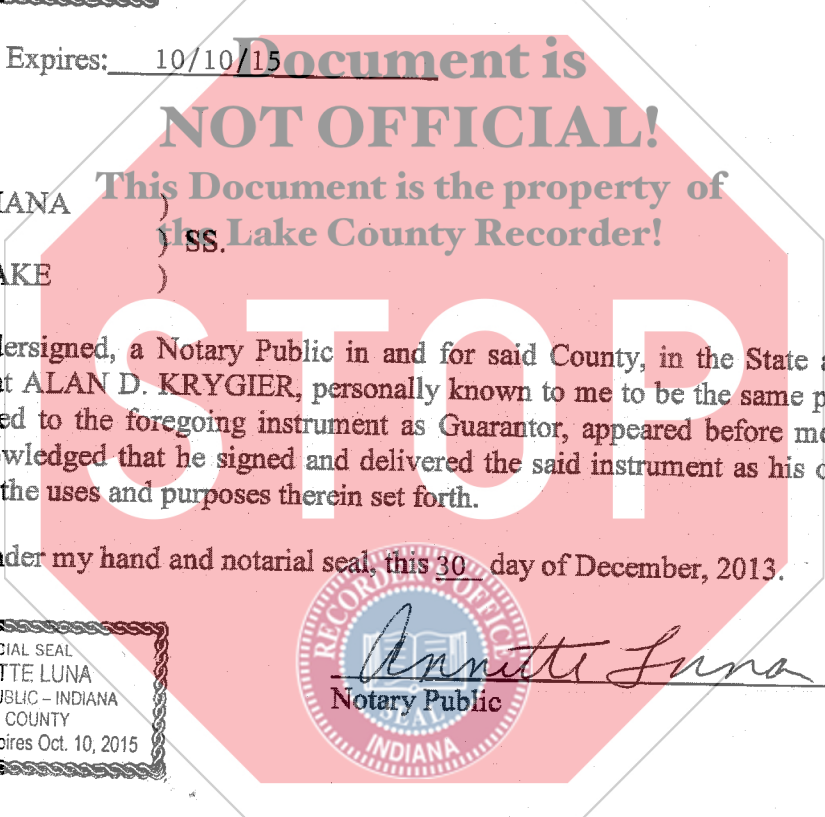 Expires: 10/10/15
Document is
NOT OFFICIAL!
This Document is the property of
the Lake County Recorder!
IANA )
) SS.
AKE )
STOP
dersigned, a Notary Public in and for said County, in the State a
t ALAN D. KRYGIER, personally known to me to be the same p
ed to the foregoing instrument as Guarantor, appeared before me
wledged that he signed and delivered the said instrument as his o
the uses and purposes therein set forth.
nder my hand and notarial seal, this 30 day of December, 2013.
RECORDER'S OFFICE
SEAL
INDIANA
Annette Luna
Notary Public
CIAL SEAL
TTE LUNA
UBLIC – INDIANA
COUNTY
pires Oct. 10, 2015